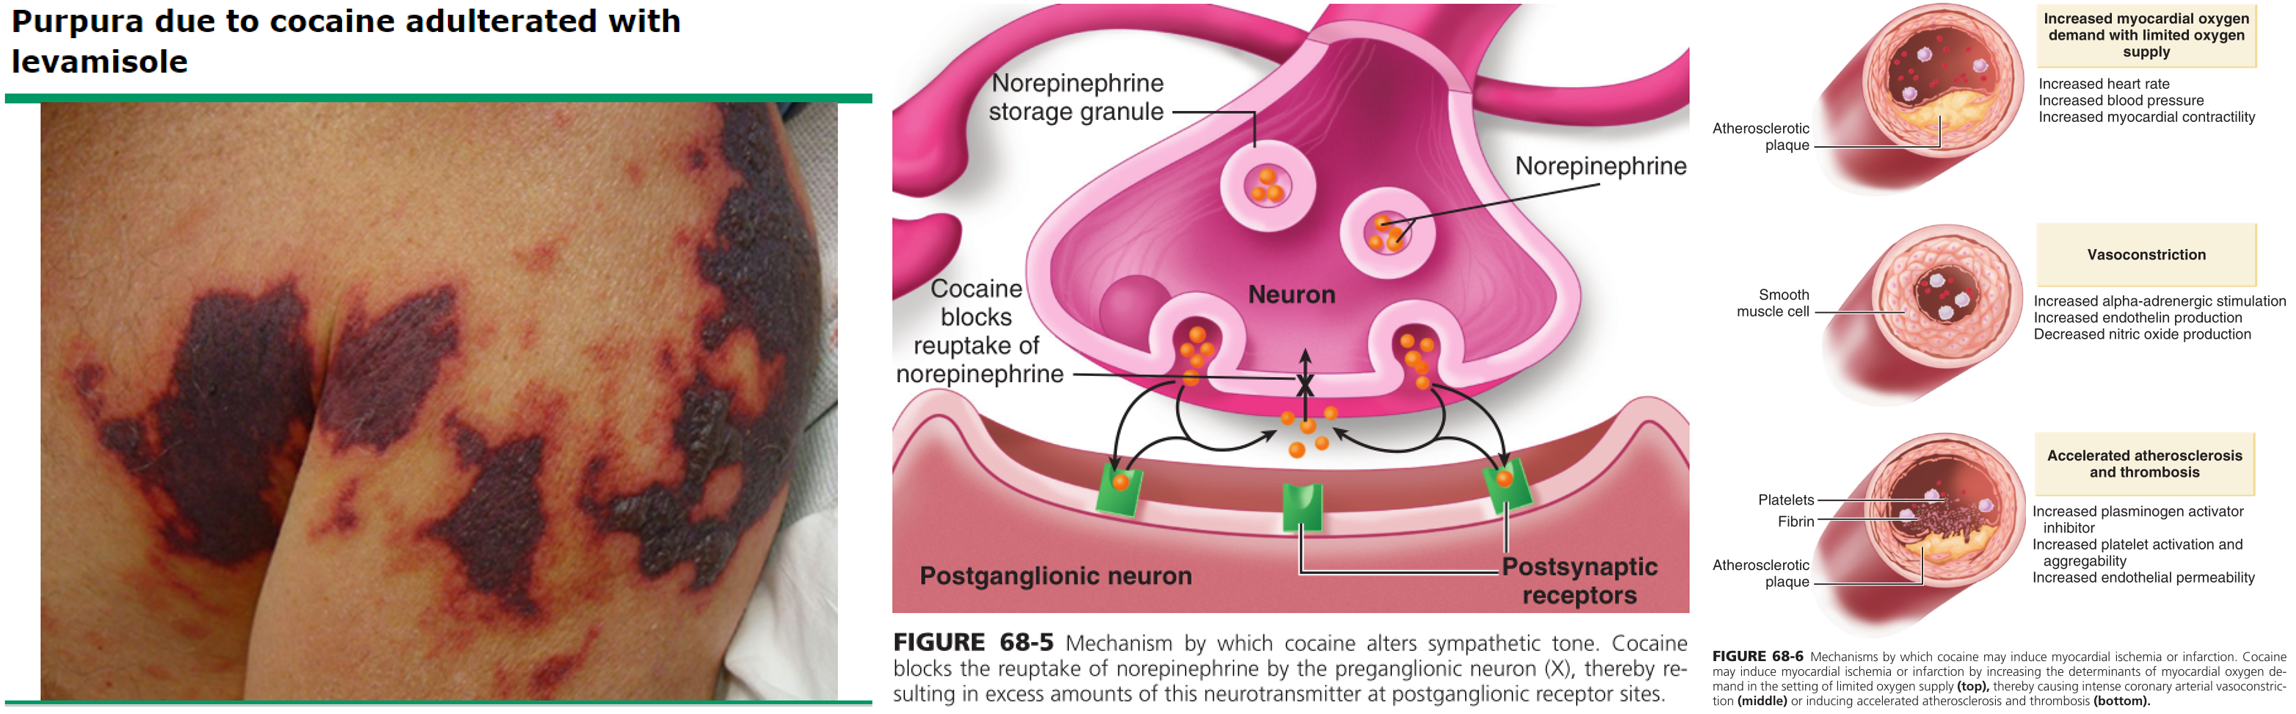 Purpura due to cocaine adulterated with
levamisole
Norepinephrine
storage granule
Norepinephrine
Neuron
Cocaine
blocks
reuptake of
norepinephrine
Postganglionic neuron
Postsynaptic
receptors
FIGURE 68-5 Mechanism by which cocaine alters sympathetic tone. Cocaine
blocks the reuptake of norepinephrine by the preganglionic neuron (X), thereby re-
sulting in excess amounts of this neurotransmitter at postganglionic receptor sites.
Increased myocardial oxygen
demand with limited oxygen
supply
Increased heart rate
Increased blood pressure
Increased myocardial contractility
Atherosclerotic
plaque
Vasoconstriction
Increased alpha-adrenergic stimulation
Increased endothelin production
Decreased nitric oxide production
Smooth
muscle cell
Accelerated atherosclerosis
and thrombosis
Increased plasminogen activator
inhibitor
Increased platelet activation and
aggregability
Increased endothelial permeability
Platelets
Fibrin
Atherosclerotic
plaque
FIGURE 68-6 Mechanisms by which cocaine may induce myocardial ischemia or infarction. Cocaine
may induce myocardial ischemia or infarction by increasing the determinants of myocardial oxygen de-
mand in the setting of limited oxygen supply (top), thereby causing intense coronary arterial vasoconstric-
tion (middle) or inducing accelerated atherosclerosis and thrombosis (bottom).